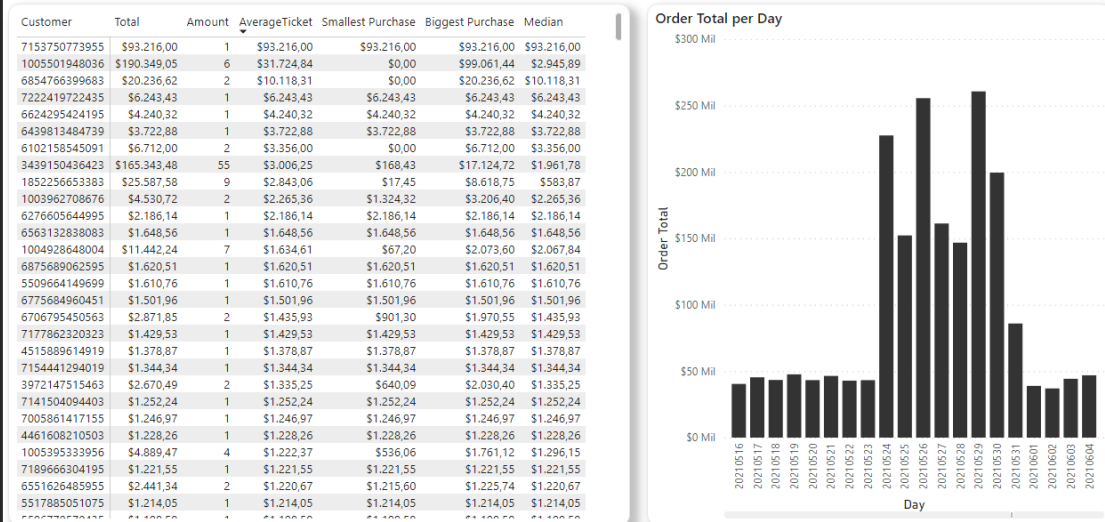 Customer Total Amount AverageTicket Smallest Purchase Biggest Purchase Median
7153750773955 $93.216,00 1 $93.216,00 $93.216,00 $93.216,00 $93.216,00
1005501948036 $190.349,05 6 $31.724,84 $0,00 $99.061,44 $2.945,89
6854766399683 $20.236,62 2 $10.118,31 $0,00 $20.236,62 $10.118,31
7222419722435 $6.243,43 1 $6.243,43 $6.243,43 $6.243,43 $6.243,43
6624295424195 $4.240,32 1 $4.240,32 $4.240,32 $4.240,32 $4.240,32
6439813484739 $3.722,88 1 $3.722,88 $3.722,88 $3.722,88 $3.722,88
6102158545091 $6.712,00 2 $3.356,00 $0,00 $6.712,00 $3.356,00
3439150436423 $165.343,48 55 $3.006,25 $168,43 $17.124,72 $1.961,78
1852256653383 $25.587,58 9 $2.843,06 $17,45 $8.618,75 $583,87
1003962708676 $4.530,72 2 $2.265,36 $1.324,32 $3.206,40 $2.265,36
6276605644995 $2.186,14 1 $2.186,14 $2.186,14 $2.186,14 $2.186,14
6563132838083 $1.648,56 1 $1.648,56 $1.648,56 $1.648,56 $1.648,56
1004928648004 $11.442,24 7 $1.634,61 $67,20 $2.073,60 $2.067,84
6875689062595 $1.620,51 1 $1.620,51 $1.620,51 $1.620,51 $1.620,51
5509664149699 $1.610,76 1 $1.610,76 $1.610,76 $1.610,76 $1.610,76
6775684960451 $1.501,96 1 $1.501,96 $1.501,96 $1.501,96 $1.501,96
6706795450563 $2.871,85 2 $1.435,93 $901,30 $1.970,55 $1.435,93
7177862320323 $1.429,53 1 $1.429,53 $1.429,53 $1.429,53 $1.429,53
4515889614919 $1.378,87 1 $1.378,87 $1.378,87 $1.378,87 $1.378,87
7154441294019 $1.344,34 1 $1.344,34 $1.344,34 $1.344,34 $1.344,34
3972147515463 $2.670,49 2 $1.335,25 $640,09 $2.030,40 $1.335,25
7141504094403 $1.252,24 1 $1.252,24 $1.252,24 $1.252,24 $1.252,24
7005861417155 $1.246,97 1 $1.246,97 $1.246,97 $1.246,97 $1.246,97
4461608210503 $1.228,26 1 $1.228,26 $1.228,26 $1.228,26 $1.228,26
1005395333956 $4.889,47 4 $1.222,37 $536,06 $1.761,12 $1.296,15
7189666304195 $1.221,55 1 $1.221,55 $1.221,55 $1.221,55 $1.221,55
6551626485955 $2.441,34 2 $1.220,67 $1.215,60 $1.225,74 $1.220,67
5517885051075 $1.214,05 1 $1.214,05 $1.214,05 $1.214,05 $1.214,05
Order Total per Day
$300 Mil
$250 Mil
$200 Mil
$150 Mil
$100 Mil
$50 Mil
$0 Mil
Order Total
20210516 20210517 20210518 20210519 20210520 20210521 20210522 20210523 20210524 20210525 20210526 20210527 20210528 20210529 20210530 20210531 20210601 20210602 20210603 20210604
Day